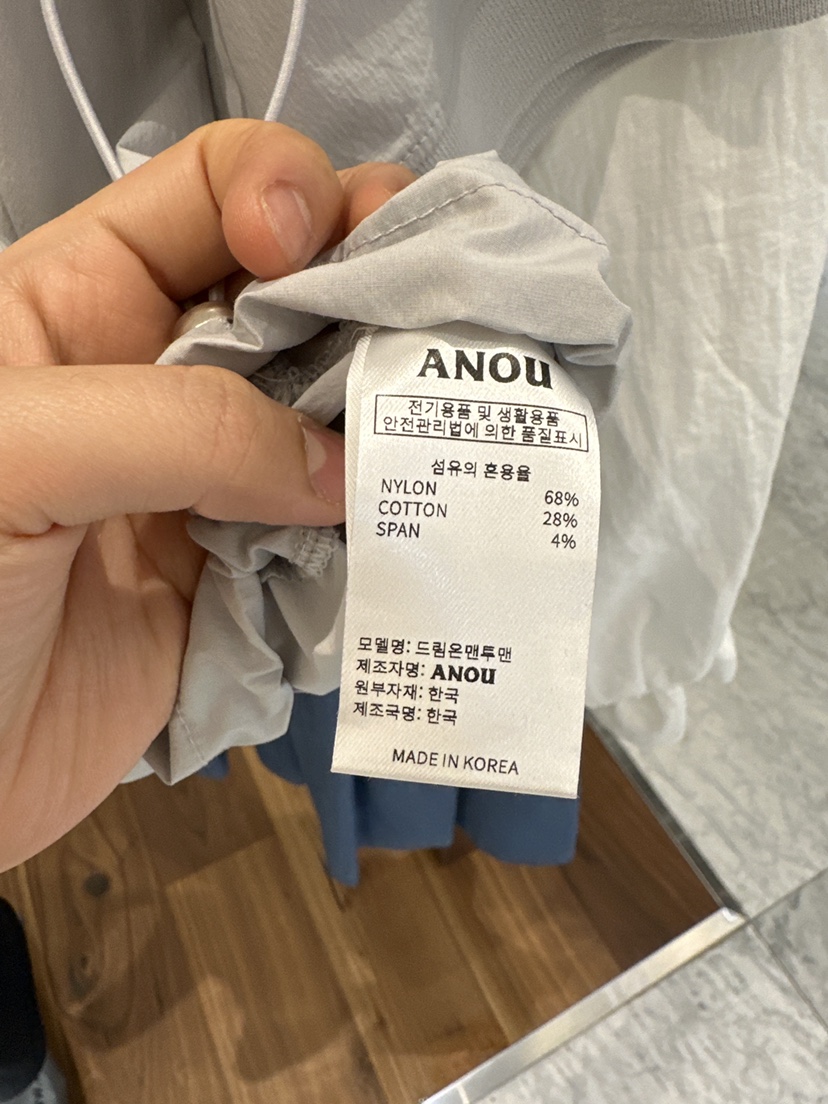 ANOU
전기용품 및 생활용품
안전관리법에 의한 품질표시
섬유의 혼용율
NYLON 68%
COTTON 28%
SPAN 4%
모델명: 드림온맨투맨
제조자명: ANOU
원부자재: 한국
제조국명: 한국
MADE IN KOREA